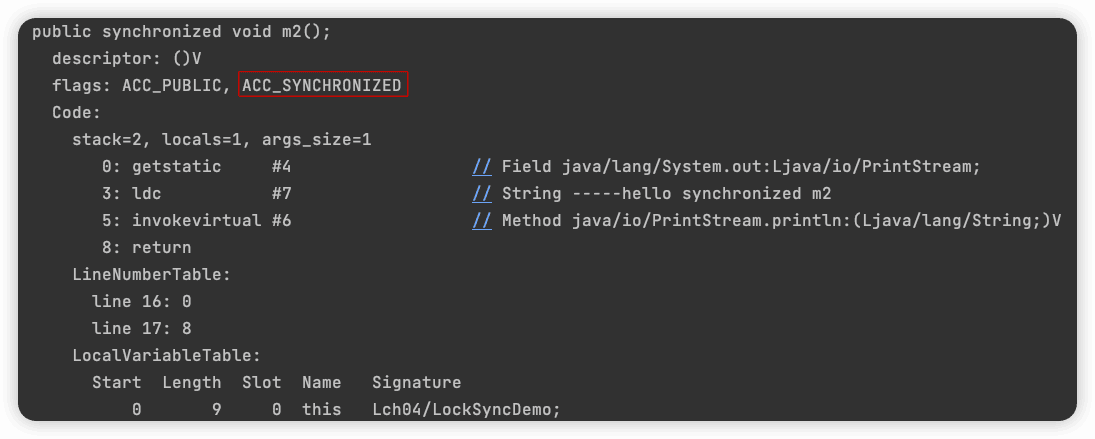 public synchronized void m2();
descriptor: ()V
flags: ACC_PUBLIC, ACC_SYNCHRONIZED
Code:
stack=2, locals=1, args_size=1
0: getstatic #4 // Field java/lang/System.out:Ljava/io/PrintStream;
3: ldc #7 // String -----hello synchronized m2
5: invokevirtual #6 // Method java/io/PrintStream.println:(Ljava/lang/String;)V
8: return
LineNumberTable:
line 16: 0
line 17: 8
LocalVariableTable:
Start Length Slot Name Signature
0 9 0 this Lch04/LockSyncDemo;